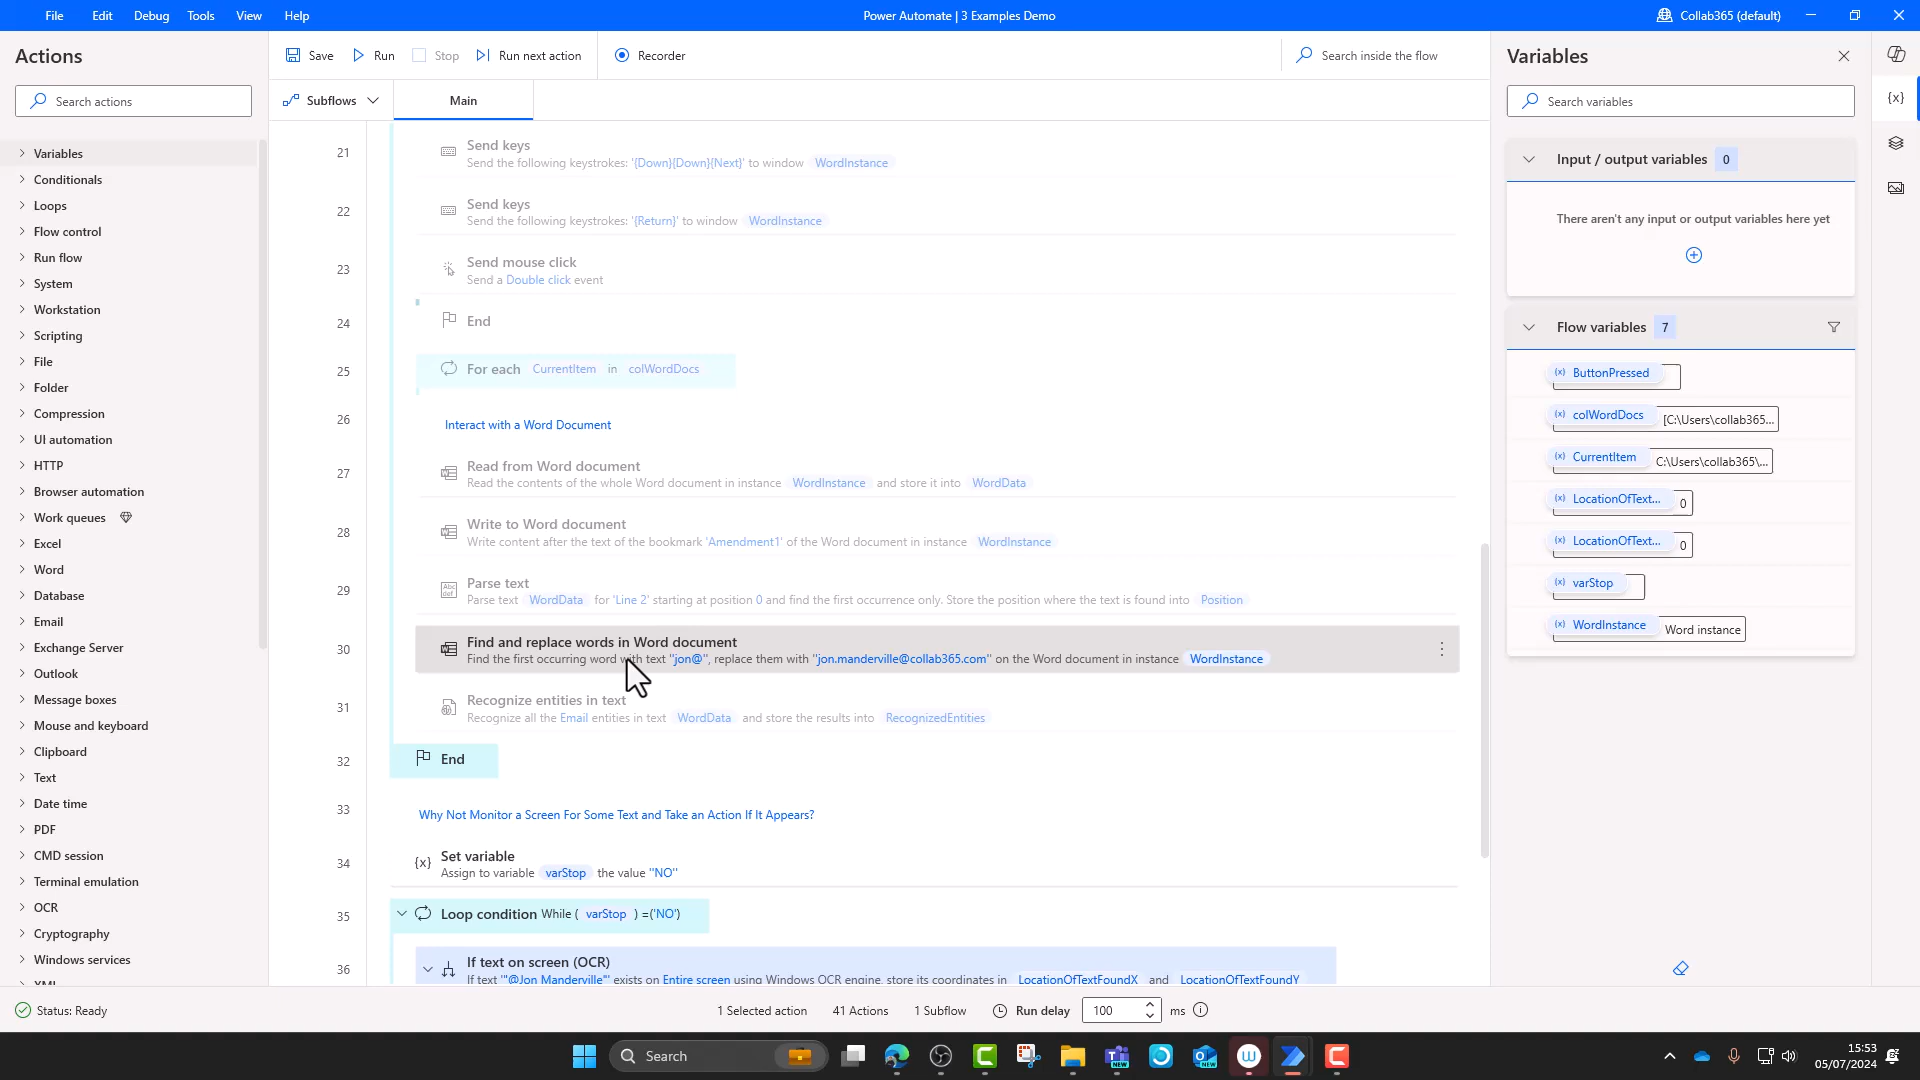 File Edit Debug Tools View Help
Power Automate | 3 Examples Demo
Collab365 (default)
Actions
Search actions
Variables
Conditionals
Loops
Flow control
Run flow
System
Workstation
Scripting
File
Folder
Compression
UI automation
HTTP
Browser automation
Work queues
Excel
Word
Database
Email
Exchange Server
Outlook
Message boxes
Mouse and keyboard
Clipboard
Text
Date time
PDF
CMD session
Terminal emulation
OCR
Cryptography
Windows services
XML
Save Run Stop Run next action Recorder
Search inside the flow
Subflows Main
21 Send keys
Send the following keystrokes: '{Down}{Down}{Next}' to window WordInstance
22 Send keys
Send the following keystrokes: '{Return}' to window WordInstance
23 Send mouse click
Send a Double click event
24 End
25 For each CurrentItem in colWordDocs
26 Interact with a Word Document
27 Read from Word document
Read the contents of the whole Word document in instance WordInstance and store it into WordData
28 Write to Word document
Write content after the text of the bookmark 'Amendment1' of the Word document in instance WordInstance
29 Parse text
Parse text WordData for 'Line 2' starting at position 0 and find the first occurrence only. Store the position where the text is found into Position
30 Find and replace words in Word document
Find the first occurring word with text "jon@", replace them with "jon.manderville@collab365.com" on the Word document in instance WordInstance
31 Recognize entities in text
Recognize all the Email entities in text WordData and store the results into RecognizedEntities
32 End
33 Why Not Monitor a Screen For Some Text and Take an Action If It Appears?
34 {x} Set variable
Assign to variable varStop the value "NO"
35 Loop condition While ( varStop ) =('NO')
36 If text on screen (OCR)
If text '"@Jon Manderville"' exists on Entire screen using Windows OCR engine, store its coordinates in LocationOfTextFoundX and LocationOfTextFoundY
Variables
Search variables
Input / output variables 0
There aren't any input or output variables here yet
Flow variables 7
(x) ButtonPressed
(x) colWordDocs [C:\Users\collab365...
(x) CurrentItem C:\Users\collab365\...
(x) LocationOfText... 0
(x) LocationOfText... 0
(x) varStop
(x) WordInstance Word instance
{x}
Status: Ready
1 Selected action 41 Actions 1 Subflow Run delay 100 ms
Search
NEW
NEW
15:53
05/07/2024